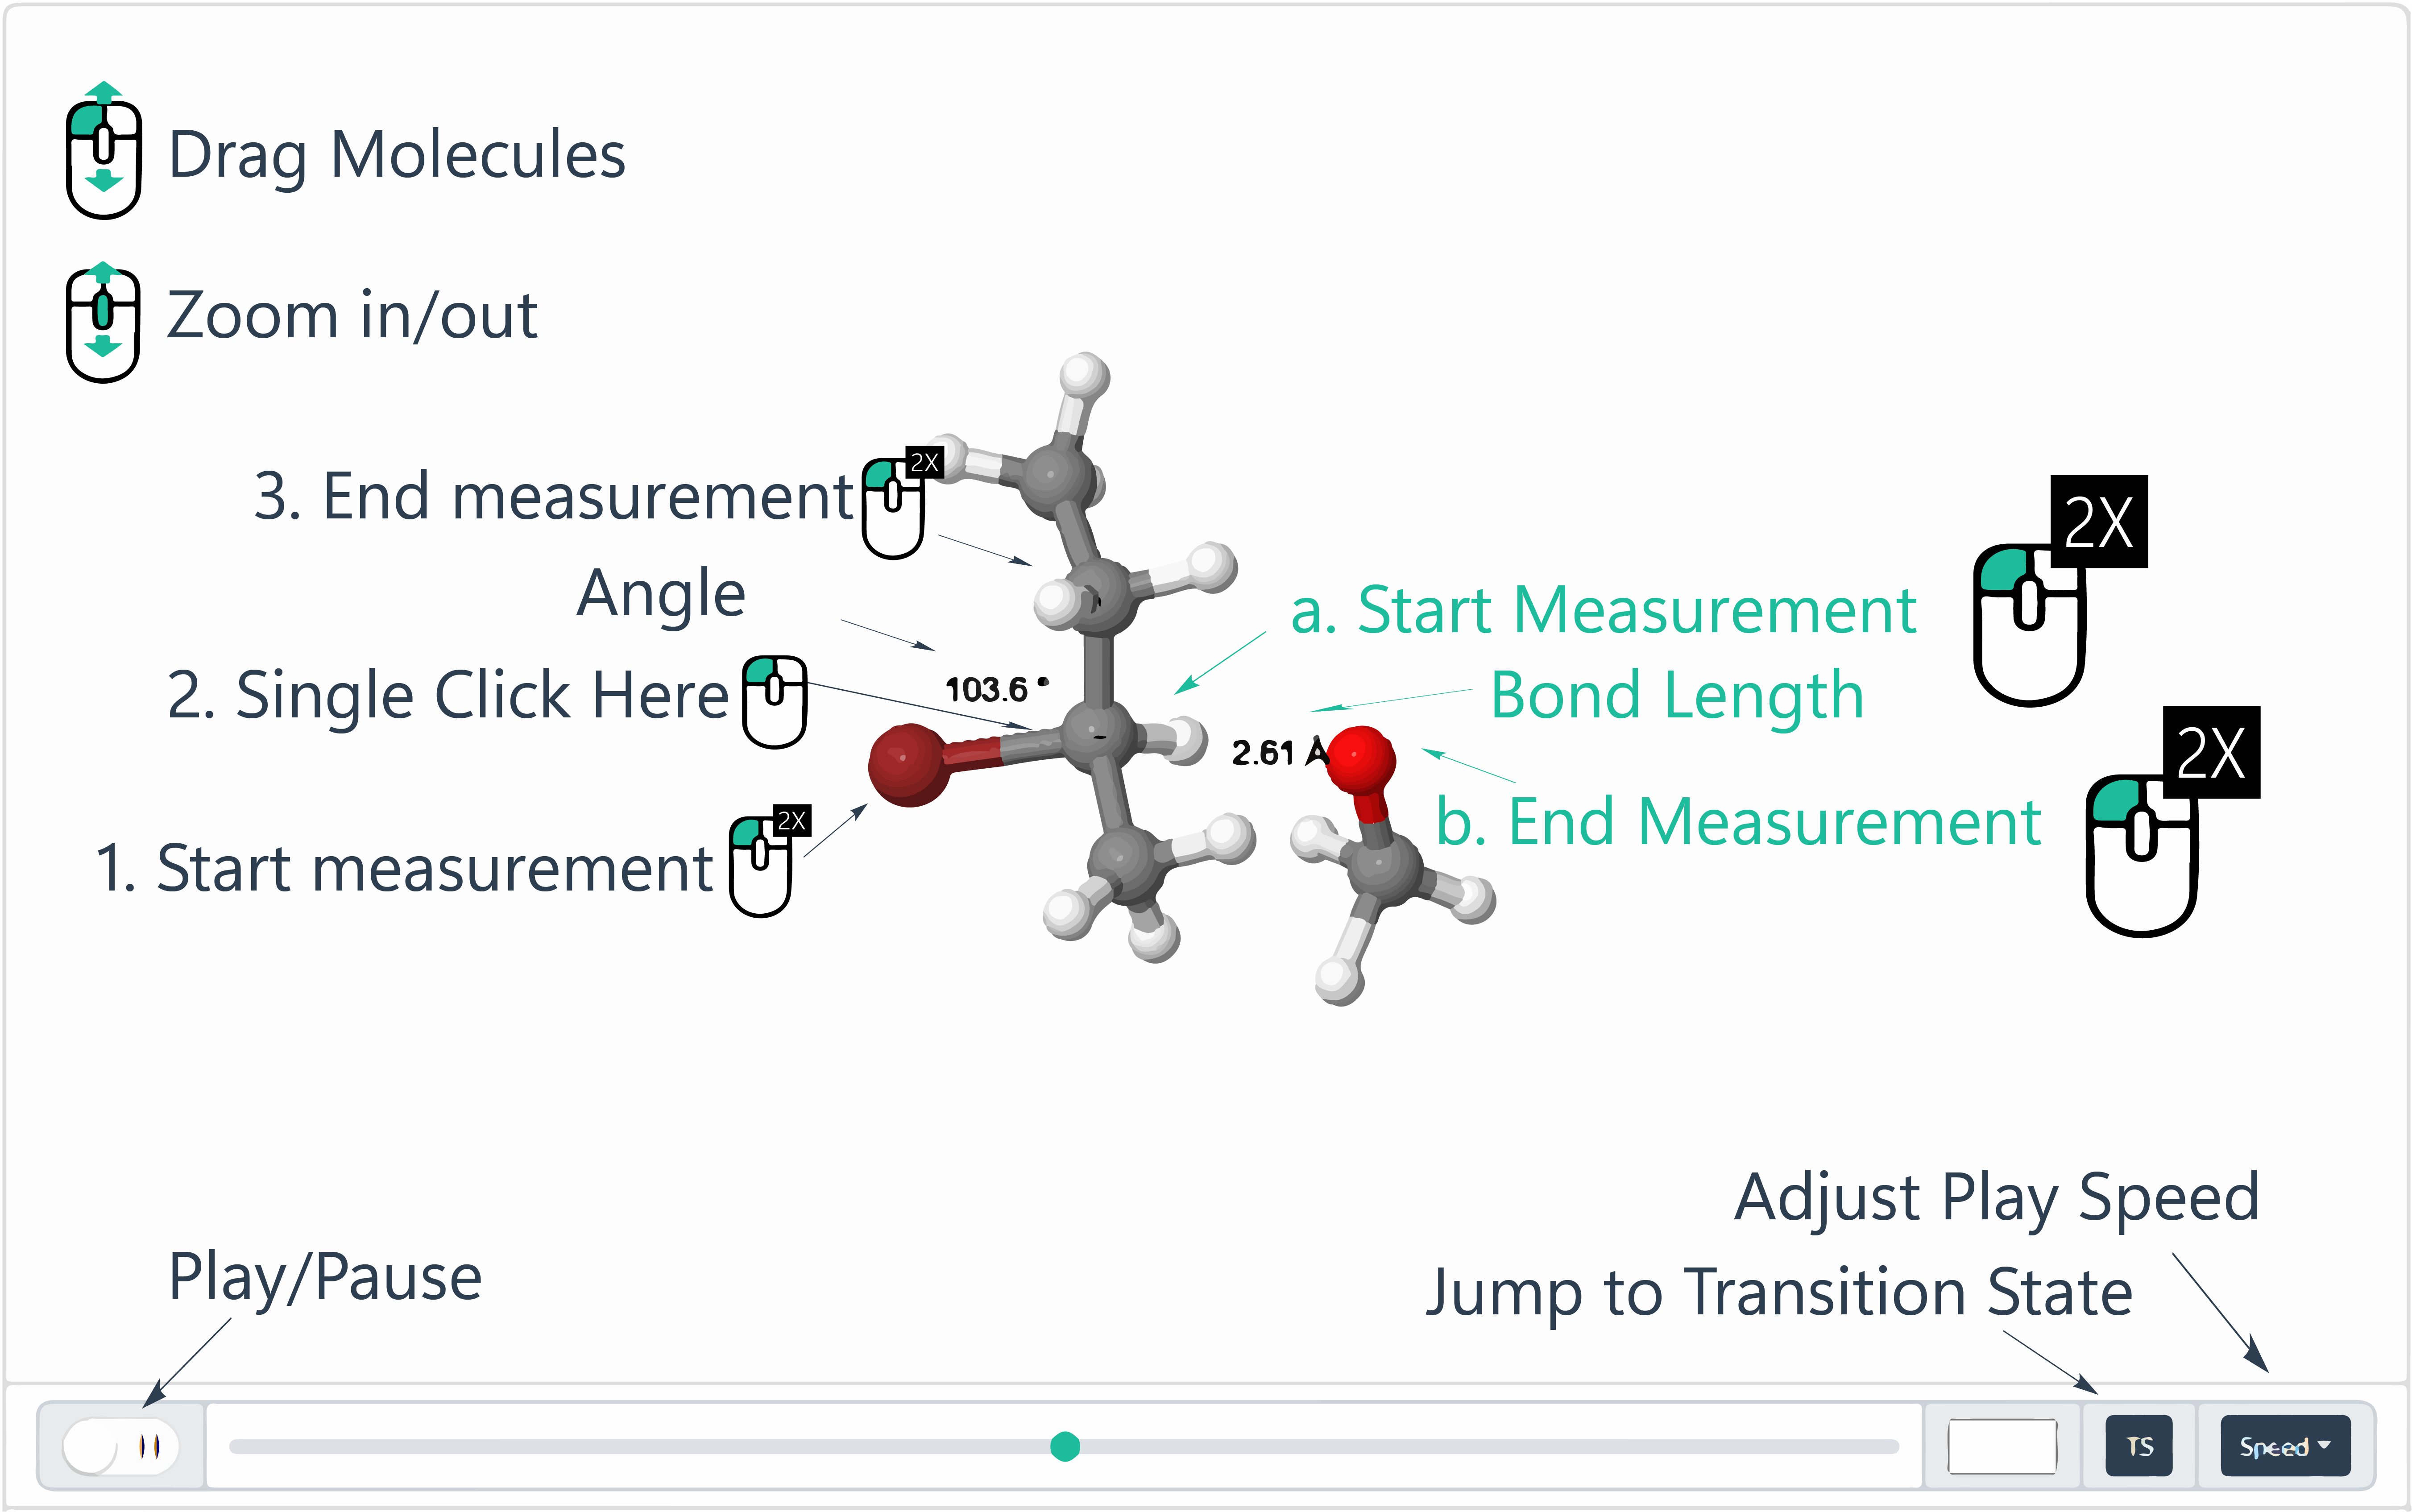 Drag Molecules
Zoom in/out
3. End measurement
2X
Angle
2. Single Click Here
103.6 °
1. Start measurement
2X
a. Start Measurement
2X
Bond Length
2.61 Å
b. End Measurement
2X
Adjust Play Speed
Jump to Transition State
Play/Pause
TS
Speed